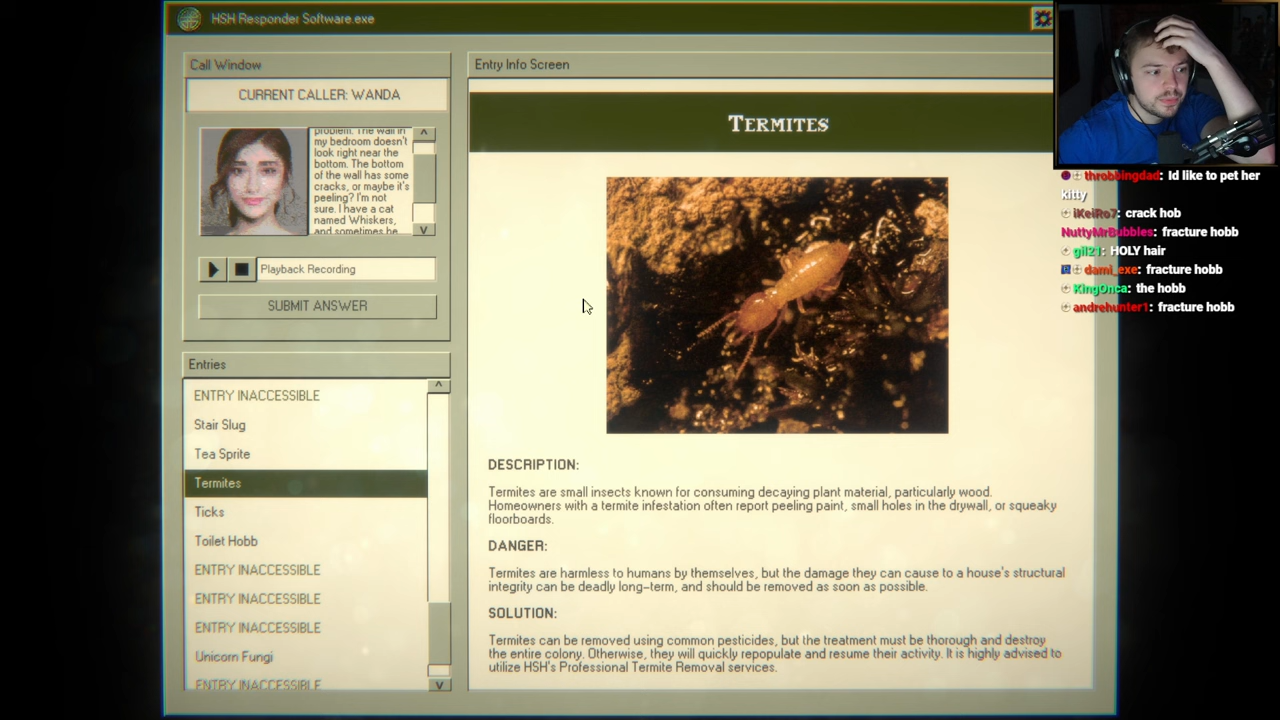 HSH Responder Software.exe
Call Window
CURRENT CALLER: WANDA
problem. The wall in
my bedroom doesn't
look right near the
bottom. The bottom
of the wall has some
cracks, or maybe it's
peeling? I'm not
sure. I have a cat
named Whiskers,
and sometimes he
Playback Recording
SUBMIT ANSWER
Entries
ENTRY INACCESSIBLE
Stair Slug
Tea Sprite
Termites
Ticks
Toilet Hobb
ENTRY INACCESSIBLE
ENTRY INACCESSIBLE
ENTRY INACCESSIBLE
Unicorn Fungi
ENTRY INACCESSIBLE
Entry Info Screen
TERMITES
DESCRIPTION:
Termites are small insects known for consuming decaying plant material, particularly wood.
Homeowners with a termite infestation often report peeling paint, small holes in the drywall, or squeaky
floorboards.
DANGER:
Termites are harmless to humans by themselves, but the damage they can cause to a house's structural
integrity can be deadly long-term, and should be removed as soon as possible.
SOLUTION:
Termites can be removed using common pesticides, but the treatment must be thorough and destroy
the entire colony. Otherwise, they will quickly repopulate and resume their activity. It is highly advised to
utilize HSH's Professional Termite Removal services.
throbbingdad: Id like to pet her
kitty
iKeiRo7: crack hob
NuttyMrBubbles: fracture hobb
gil21: HOLY hair
dami_exe: fracture hobb
KingOnca: the hobb
andrehunter1: fracture hobb